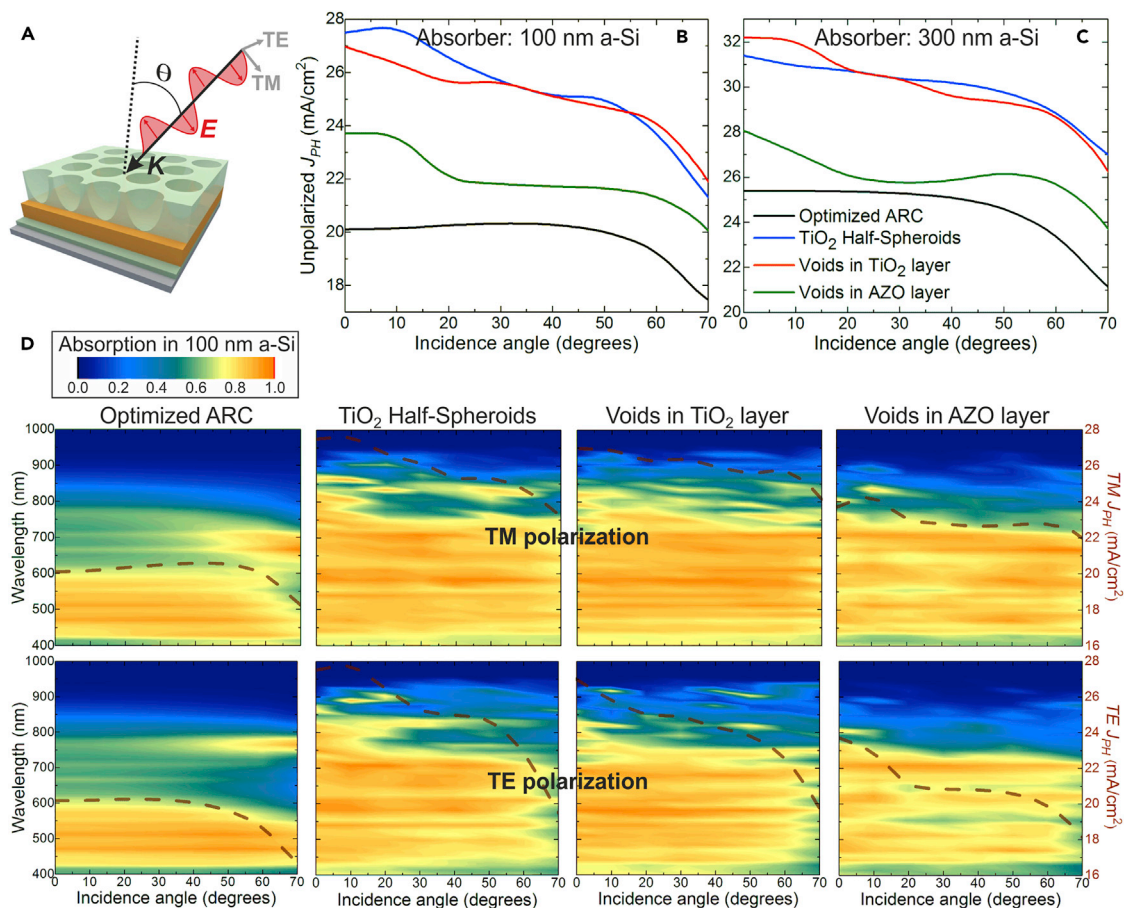 A
TE
TM
Θ
E
K
Absorber: 100 nm a-Si
B
Unpolarized J_PH (mA/cm²)
28
26
24
22
20
18
0
10
20
30
40
50
60
70
Incidence angle (degrees)
Absorber: 300 nm a-Si
C
32
30
28
26
24
22
20
Optimized ARC
TiO₂ Half-Spheroids
Voids in TiO₂ layer
Voids in AZO layer
0
10
20
30
40
50
60
70
Incidence angle (degrees)
D
Absorption in 100 nm a-Si
0.0 0.2 0.4 0.6 0.8 1.0
Optimized ARC
TiO₂ Half-Spheroids
Voids in TiO₂ layer
Voids in AZO layer
Wavelength (nm)
1000
900
800
700
600
500
400
TM polarization
28
26
24
22
20
18
16
TM J_PH (mA/cm²)
Wavelength (nm)
1000
900
800
700
600
500
400
TE polarization
28
26
24
22
20
18
16
TE J_PH (mA/cm²)
0 10 20 30 40 50 60 70
0 10 20 30 40 50 60 70
0 10 20 30 40 50 60 70
0 10 20 30 40 50 60 70
Incidence angle (degrees)
Incidence angle (degrees)
Incidence angle (degrees)
Incidence angle (degrees)